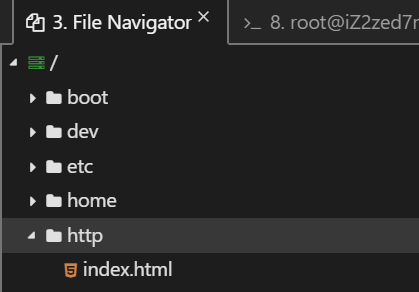 3. File Navigator × >_ 8. root@iZ2zed7r
/
boot
dev
etc
home
http
index.html